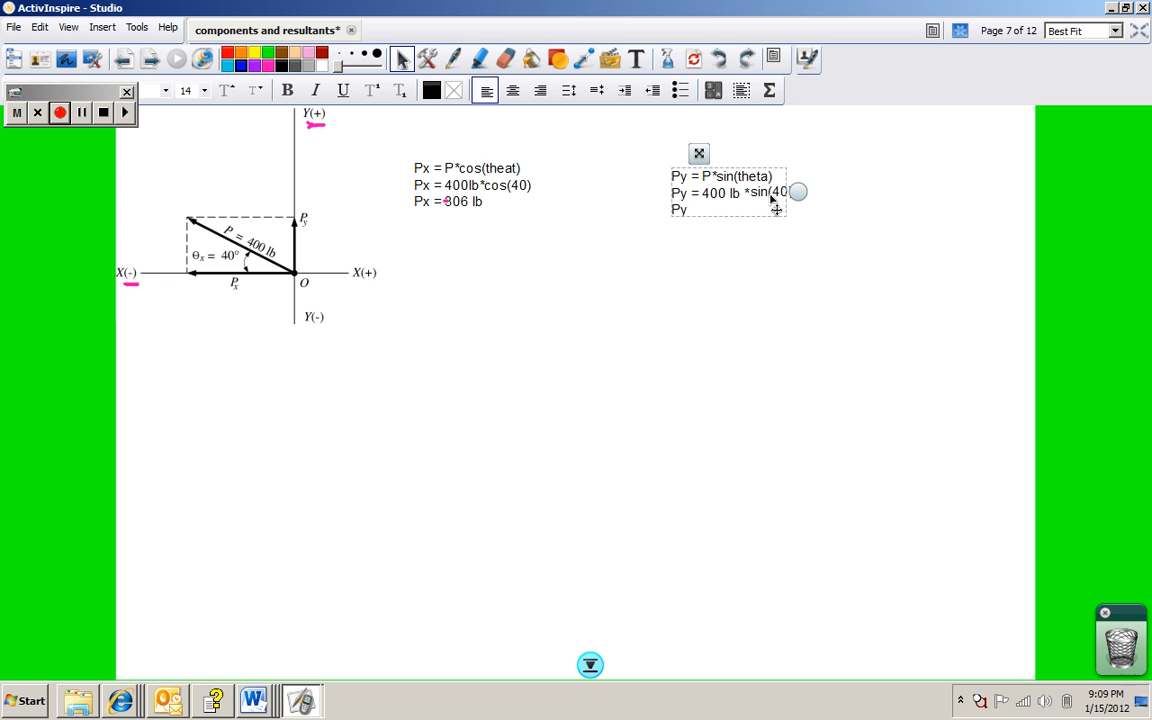 ActivInspire - Studio
File Edit View Insert Tools Help
components and resultants*
Page 7 of 12
Best Fit
14
B I U T T
M
Y(+)
Px = P*cos(theat)
Px = 400lb*cos(40)
Px =-306 lb
Py = P*sin(theta)
Py = 400 lb *sin(40
Py
Py
P = 400 lb
Θx = 40°
X(-)
X(+)
Px
O
Y(-)
Start
9:09 PM
1/15/2012